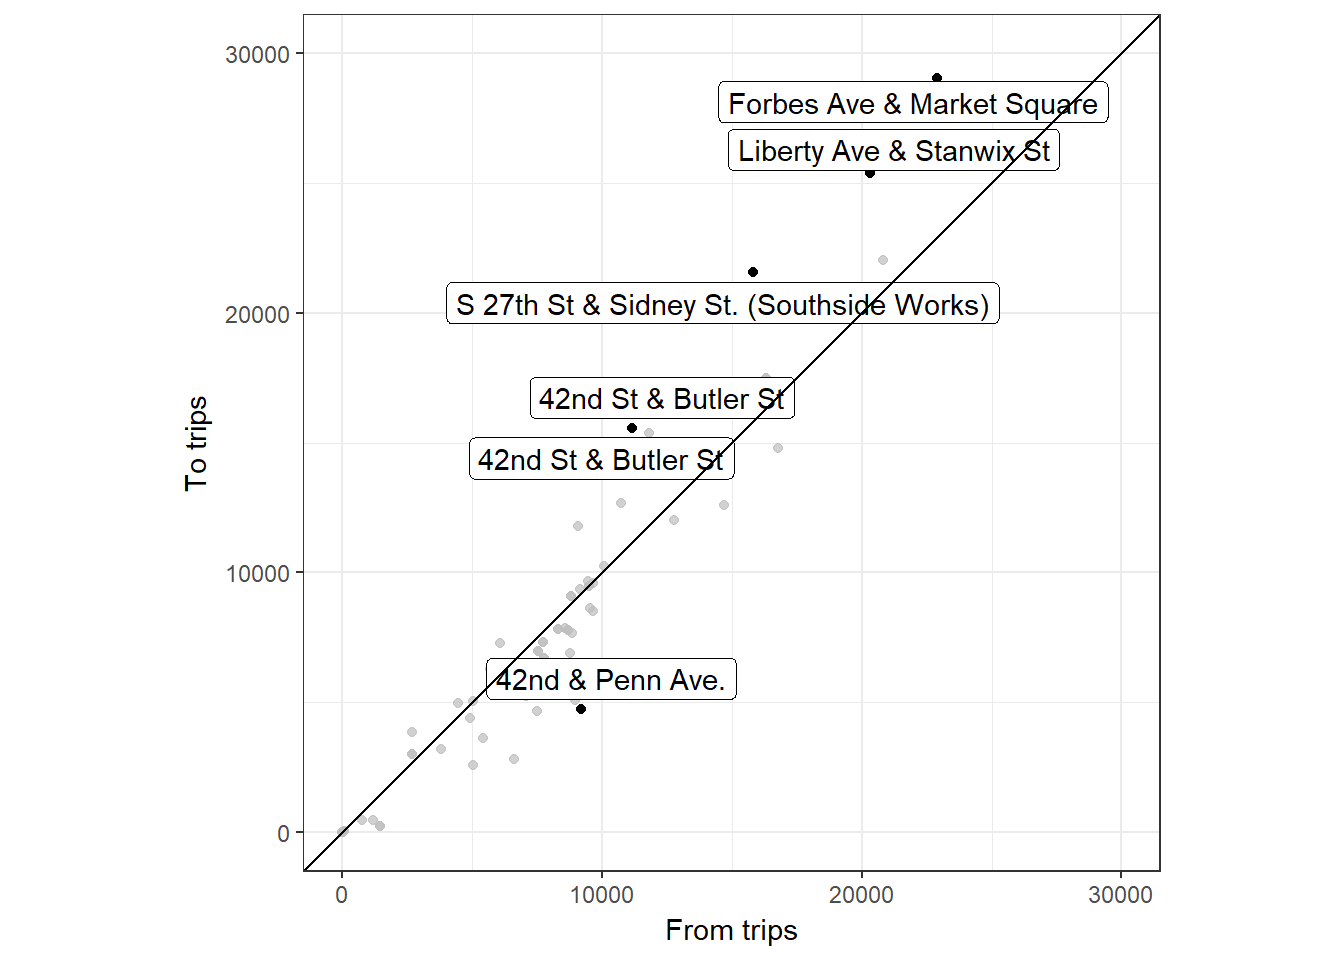 30000
Forbes Ave & Market Square
Liberty Ave & Stanwix St
20000
S 27th St & Sidney St. (Southside Works)
42nd St & Butler St
To trips
42nd St & Butler St
10000
42nd & Penn Ave.
0
0 10000 20000 30000
From trips